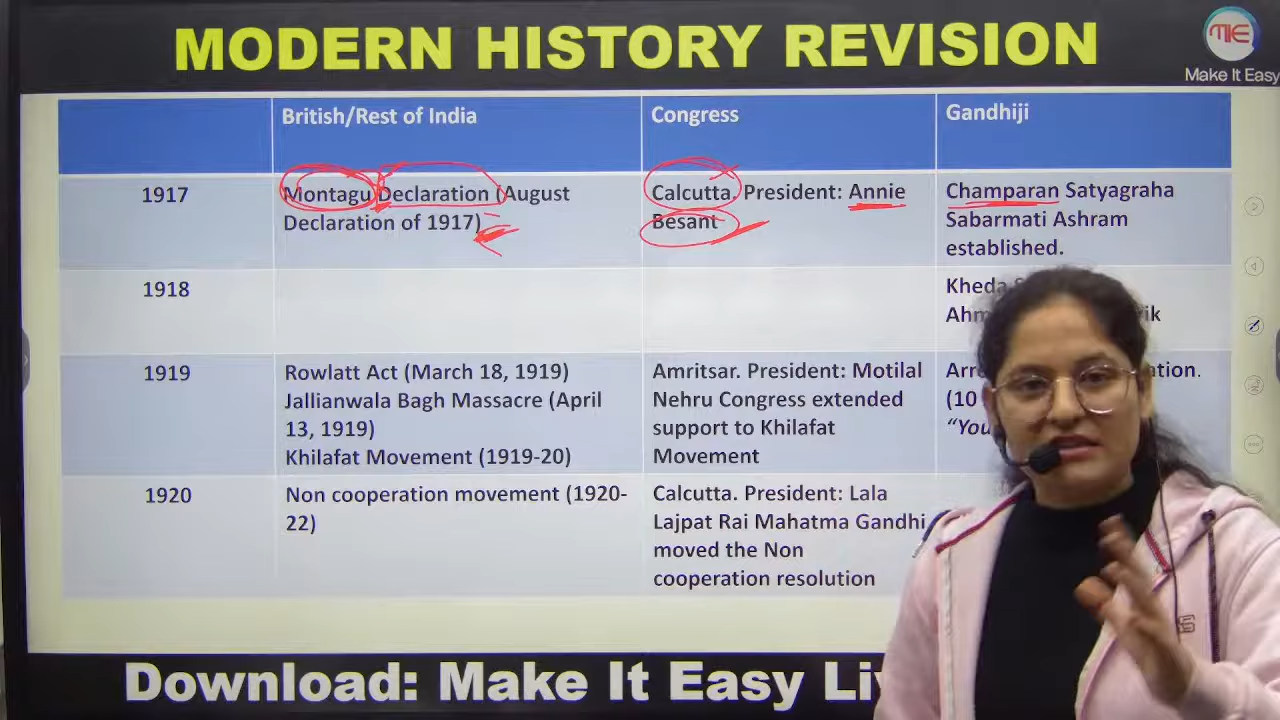 MODERN HISTORY REVISION
MIE
Make It Easy
British/Rest of India
Congress
Gandhiji
1917
Montagu Declaration (August
Declaration of 1917)
Calcutta. President: Annie
Besant
Champaran Satyagraha
Sabarmati Ashram
established.
1918
Kheda
1919
Rowlatt Act (March 18, 1919)
Jallianwala Bagh Massacre (April
13, 1919)
Khilafat Movement (1919-20)
Amritsar. President: Motilal
Nehru Congress extended
support to Khilafat
Movement
(10
1920
Non cooperation movement (1920-
22)
Calcutta. President: Lala
Lajpat Rai Mahatma Gandhi
moved the Non
cooperation resolution
Download: Make It Easy